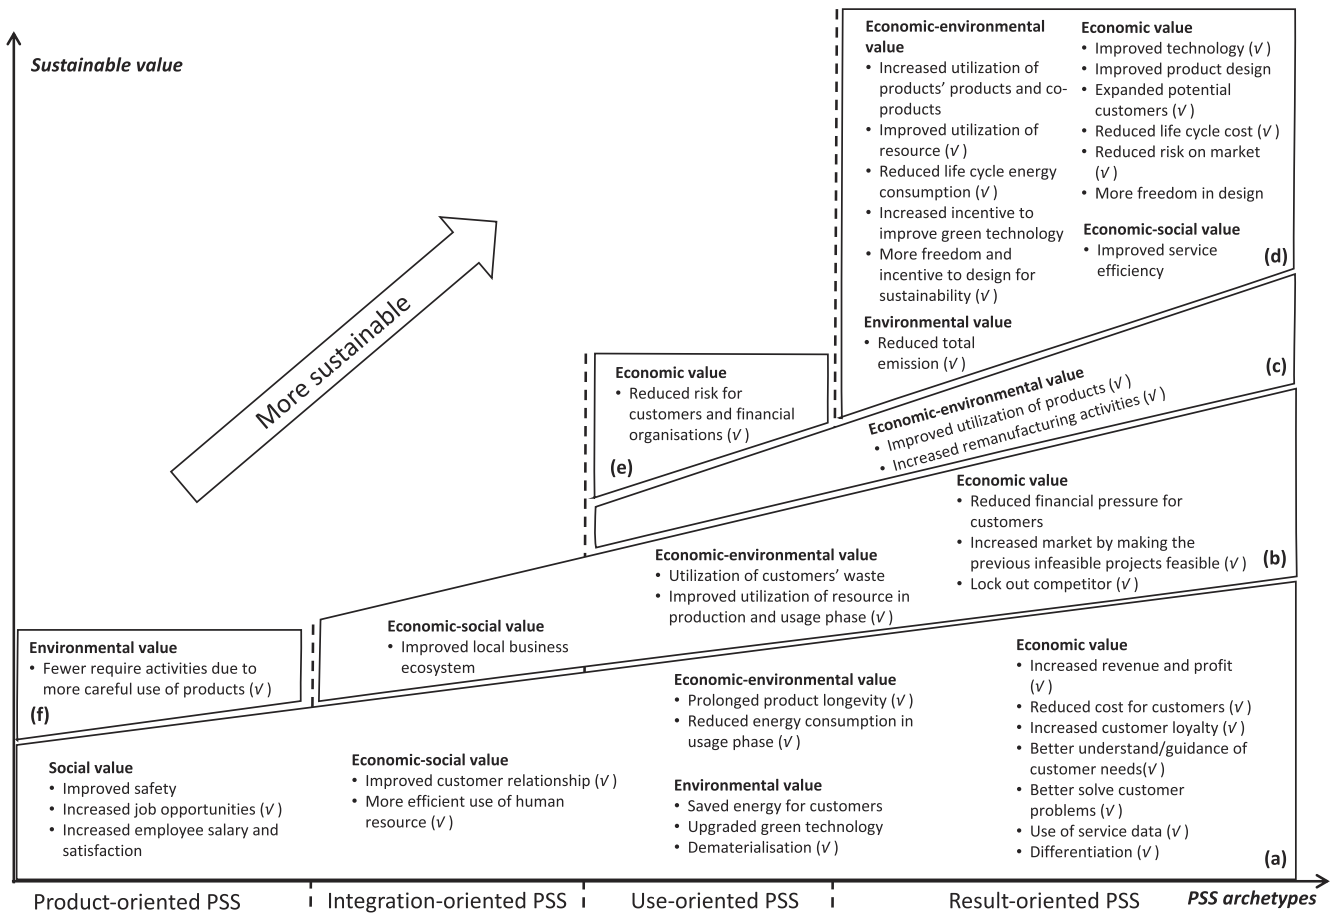 Sustainable value
More sustainable
Economic-environmental
value
• Increased utilization of
products' products and co-
products
• Improved utilization of
resource (√ )
• Reduced life cycle energy
consumption (√ )
• Increased incentive to
improve green technology
• More freedom and
incentive to design for
sustainability (√ )
Environmental value
• Reduced total
emission (√ )
Economic value
• Improved technology (√ )
• Improved product design
• Expanded potential
customers (√ )
• Reduced life cycle cost (√ )
• Reduced risk on market
(√ )
• More freedom in design
Economic-social value
• Improved service
efficiency
(d)
Economic value
• Reduced risk for
customers and financial
organisations (√ )
(e)
Economic-environmental value
• Improved utilization of products (√ )
• Increased remanufacturing activities (√ )
(c)
Economic value
• Reduced financial pressure for
customers
• Increased market by making the
previous infeasible projects feasible (√ )
• Lock out competitor (√ )
(b)
Economic-environmental value
• Utilization of customers' waste
• Improved utilization of resource in
production and usage phase (√ )
Economic-social value
• Improved local business
ecosystem
Environmental value
• Fewer require activities due to
more careful use of products (√ )
(f)
Social value
• Improved safety
• Increased job opportunities (√ )
• Increased employee salary and
satisfaction
Economic-social value
• Improved customer relationship (√ )
• More efficient use of human
resource (√ )
Economic-environmental value
• Prolonged product longevity (√ )
• Reduced energy consumption in
usage phase (√ )
Environmental value
• Saved energy for customers
• Upgraded green technology
• Dematerialisation (√ )
Economic value
• Increased revenue and profit
(√ )
• Reduced cost for customers (√ )
• Increased customer loyalty (√ )
• Better understand/guidance of
customer needs(√ )
• Better solve customer
problems (√ )
• Use of service data (√ )
• Differentiation (√ )
(a)
Product-oriented PSS
Integration-oriented PSS
Use-oriented PSS
Result-oriented PSS
PSS archetypes